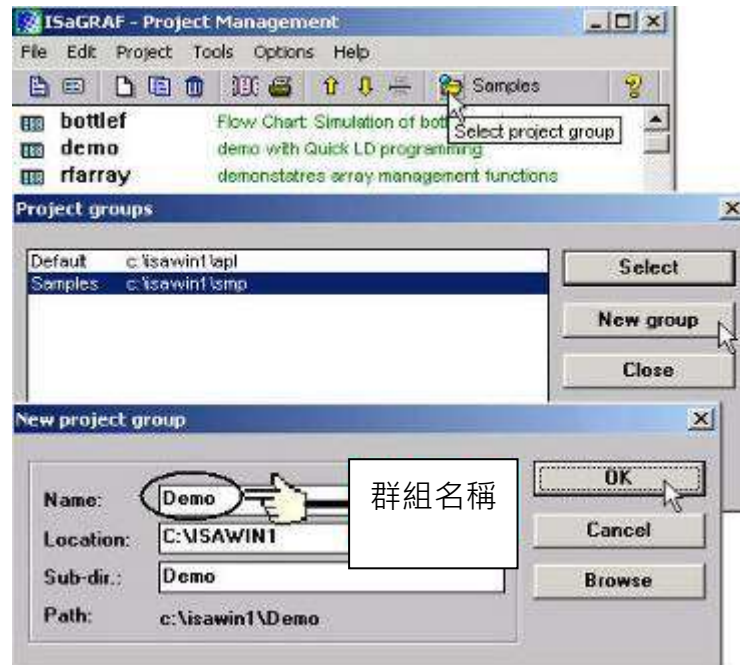 ISaGRAF - Project Management
File Edit Project Tools Options Help
Samples
bottlef Flow Chart: Simulation of bot
Select project group
demo demo with Quick LD programming
rfarray demonstatres array management functions
Project groups
Default c:\isawin1\apl
Samples c:\isawin1\smp
Select
New group
Close
New project group
Name: Demo
群組名稱
OK
Location: C:\ISAWIN1
Cancel
Sub-dir.: Demo
Browse
Path: c:\isawin1\Demo